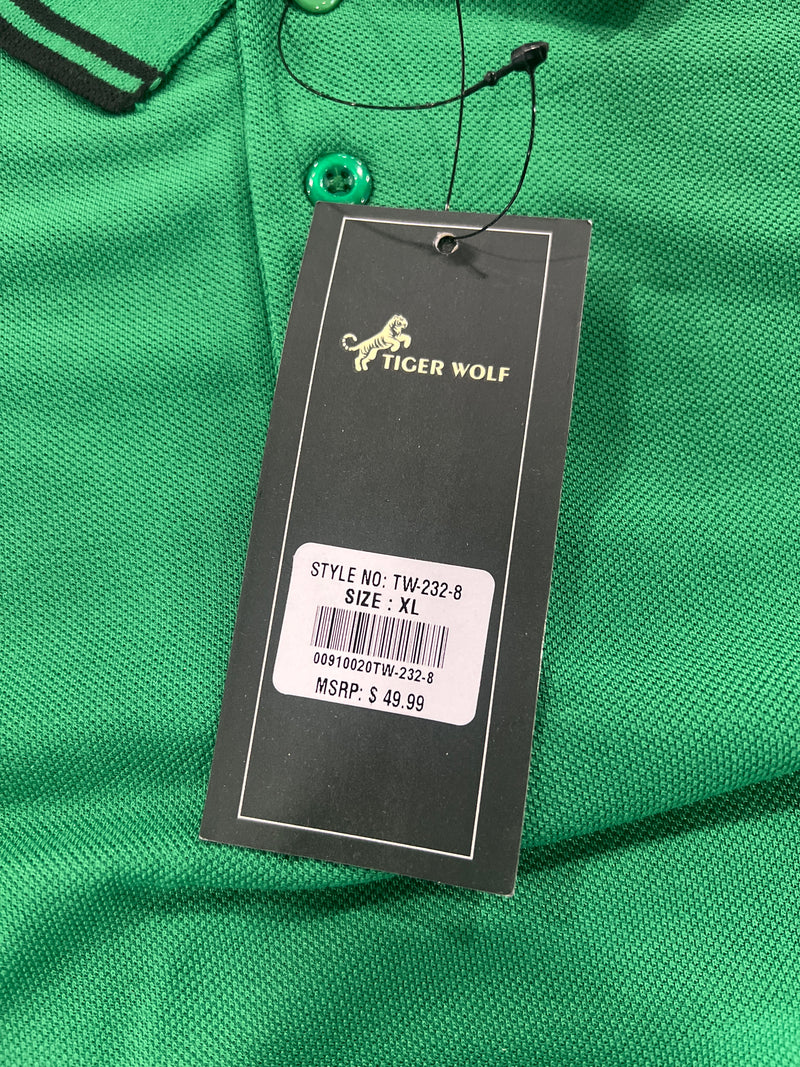 TIGER WOLF
STYLE NO: TW-232-8
SIZE : XL
00910020TW-232-8
MSRP: $ 49.99